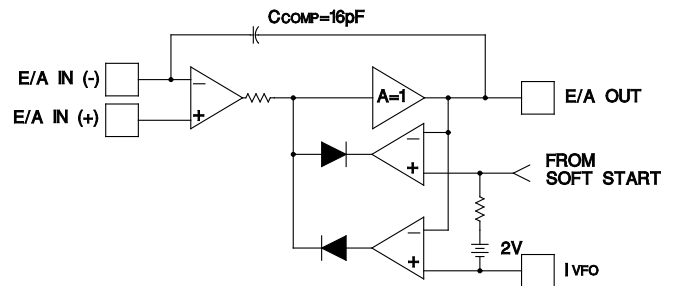 CCOMP=16pF
E/A IN (-)
E/A IN (+)
−
+
A=1
E/A OUT
−
+
FROM
SOFT START
−
+
2V
IVFO